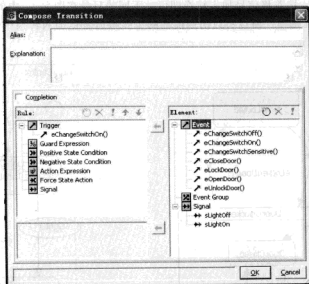 Compose Transition
Alias:
Explanation:
Completion
Rule:
Element:
Trigger
eChangeSwitchOn()
Guard Expression
Positive State Condition
Negative State Condition
Action Expression
Force State Action
Signal
Event
eChangeSwitchOff()
eChangeSwitchOn()
eChangeSwitchSensitive()
eCloseDoor()
eLockDoor()
eOpenDoor()
eUnlockDoor()
Event Group
Signal
sLightOff
sLightOn
OK
Cancel